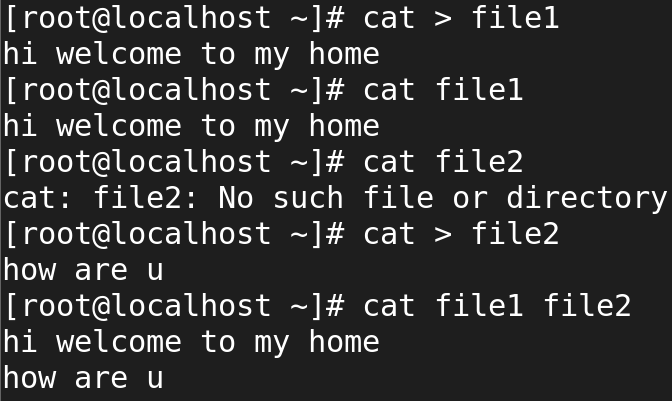 [root@localhost ~]# cat > file1
hi welcome to my home
[root@localhost ~]# cat file1
hi welcome to my home
[root@localhost ~]# cat file2
cat: file2: No such file or directory
[root@localhost ~]# cat > file2
how are u
[root@localhost ~]# cat file1 file2
hi welcome to my home
how are u